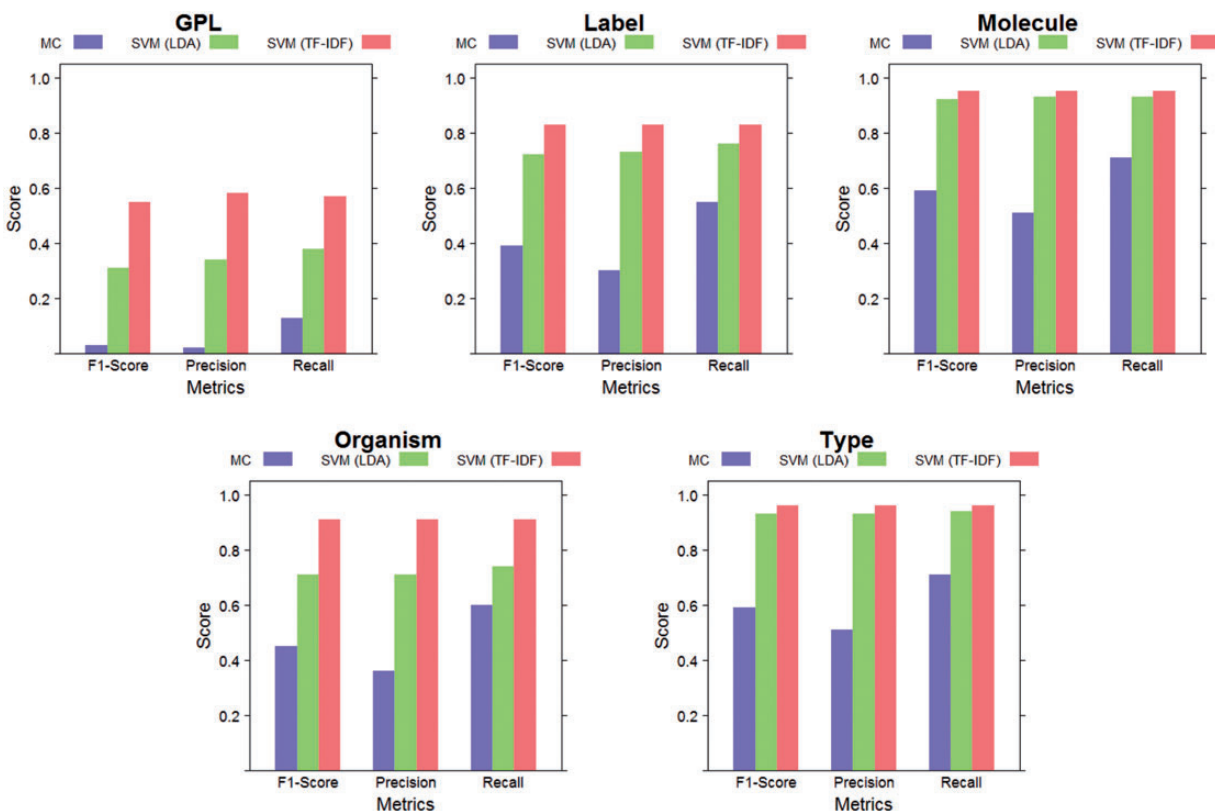 GPL
MC SVM (LDA) SVM (TF-IDF)
1.0
0.8
0.6
0.4
0.2
Score
F1-Score Precision Recall
Metrics
Label
MC SVM (LDA) SVM (TF-IDF)
1.0
0.8
0.6
0.4
0.2
Score
F1-Score Precision Recall
Metrics
Molecule
MC SVM (LDA) SVM (TF-IDF)
1.0
0.8
0.6
0.4
0.2
Score
F1-Score Precision Recall
Metrics
Organism
MC SVM (LDA) SVM (TF-IDF)
1.0
0.8
0.6
0.4
0.2
Score
F1-Score Precision Recall
Metrics
Type
MC SVM (LDA) SVM (TF-IDF)
1.0
0.8
0.6
0.4
0.2
Score
F1-Score Precision Recall
Metrics